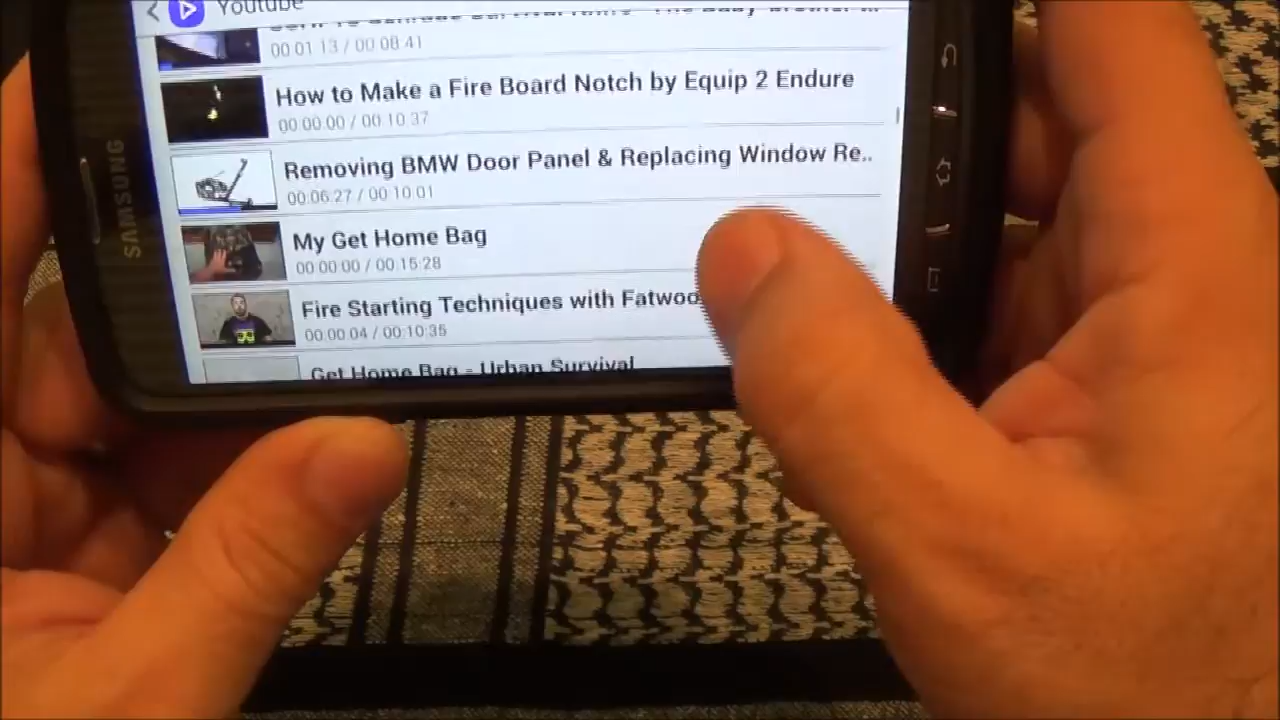 Youtube
00:01:13 / 00:08:41
How to Make a Fire Board Notch by Equip 2 Endure
00:00:00 / 00:10:37
Removing BMW Door Panel & Replacing Window Re..
00:06:27 / 00:10:01
My Get Home Bag
00:00:00 / 00:15:28
Fire Starting Techniques with Fatwoo
00:00:04 / 00:10:35
Get Home Bag - Urban Survival
SAMSUNG